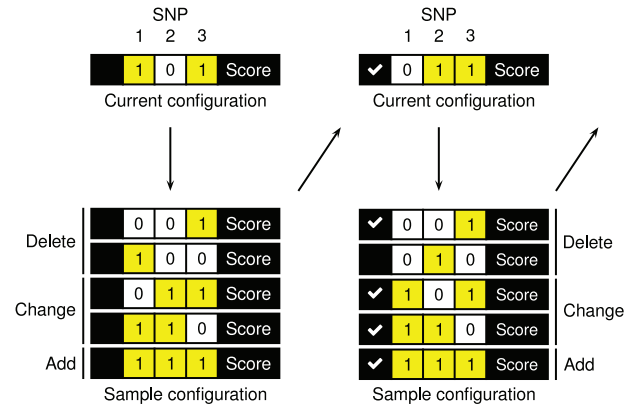 SNP
1 2 3
1 0 1 Score
Current configuration
Delete
0 0 1 Score
1 0 0 Score
Change
0 1 1 Score
1 1 0 Score
Add
1 1 1 Score
Sample configuration
SNP
1 2 3
✓ 0 1 1 Score
Current configuration
✓ 0 0 1 Score
0 1 0 Score
Delete
✓ 1 0 1 Score
✓ 1 1 0 Score
Change
✓ 1 1 1 Score
Add
Sample configuration